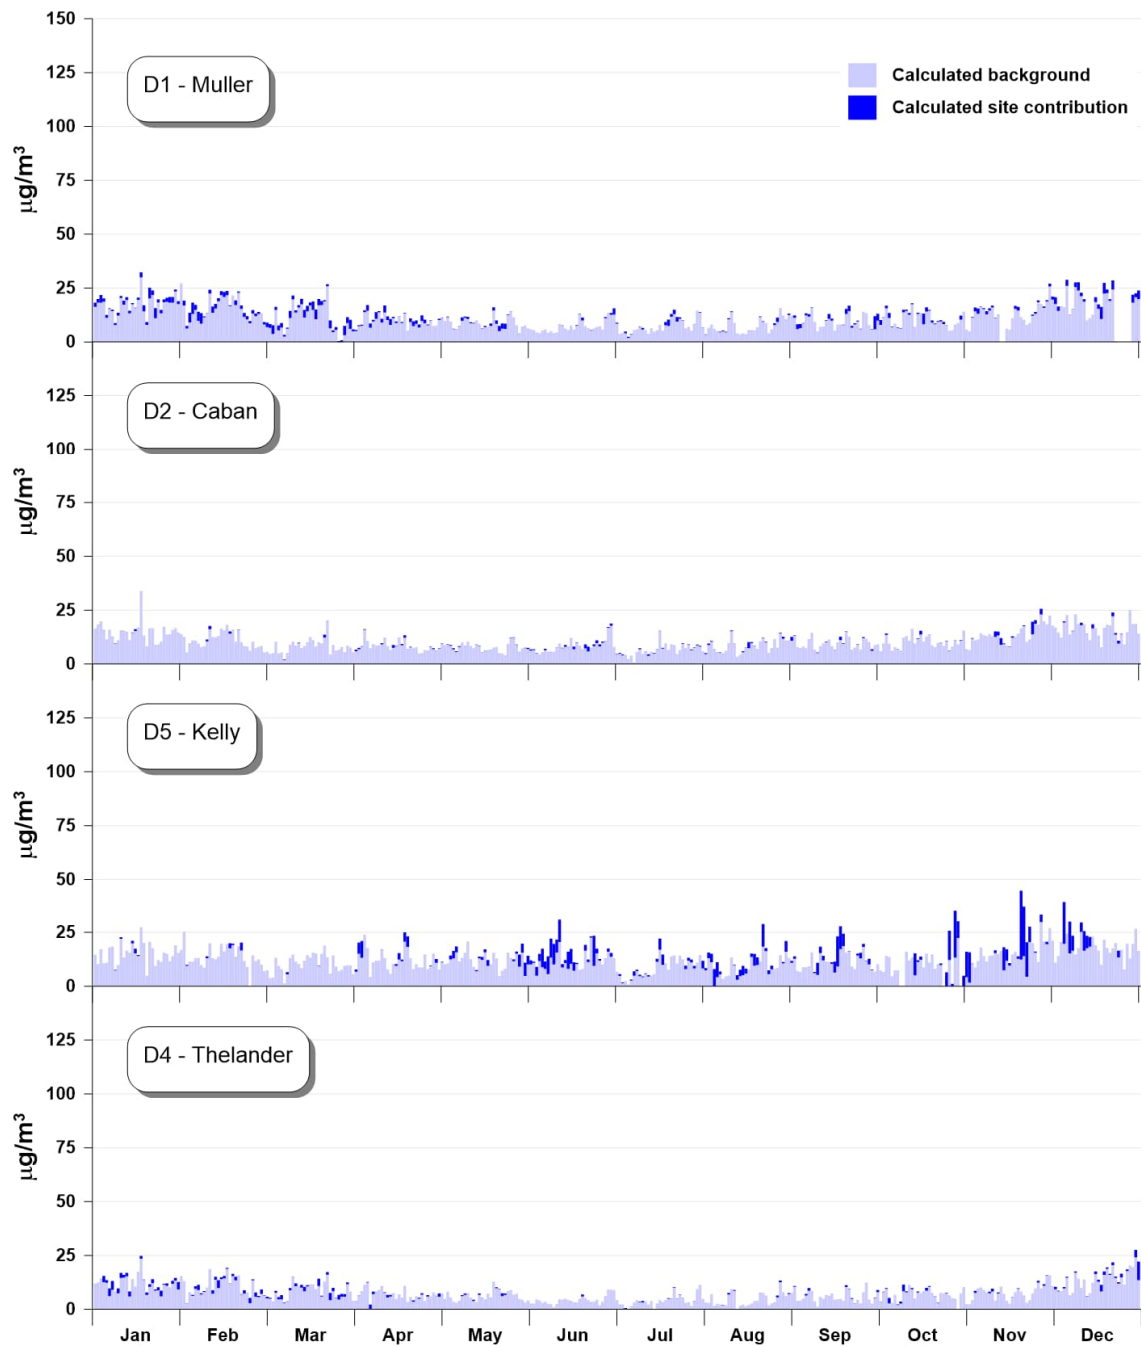 150
125
100
75
50
25
0
µg/m³
D1 - Muller
Calculated background
Calculated site contribution
125
100
75
50
25
0
µg/m³
D2 - Caban
125
100
75
50
25
0
µg/m³
D5 - Kelly
125
100
75
50
25
0
µg/m³
D4 - Thelander
Jan Feb Mar Apr May Jun Jul Aug Sep Oct Nov Dec